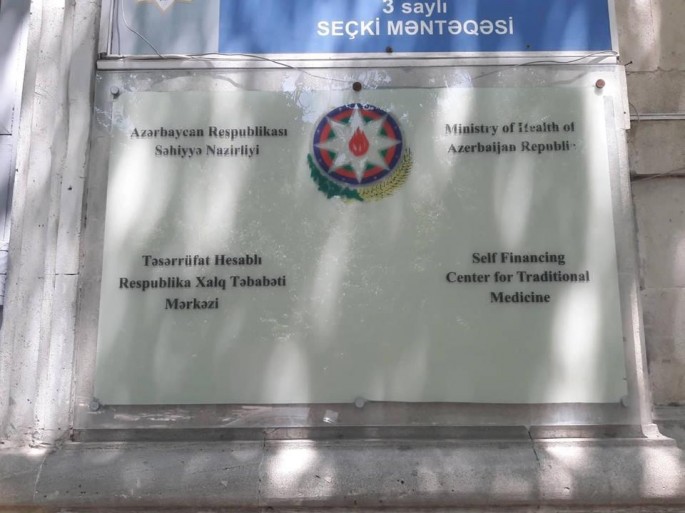 3 saylı
SEÇKİ MƏNTƏQƏSİ
Azərbaycan Respublikası
Səhiyyə Nazirliyi
Ministry of Health of
Azerbaijan Republic
Təsərrüfat Hesablı
Respublika Xalq Təbabəti
Mərkəzi
Self Financing
Center for Traditional
Medicine